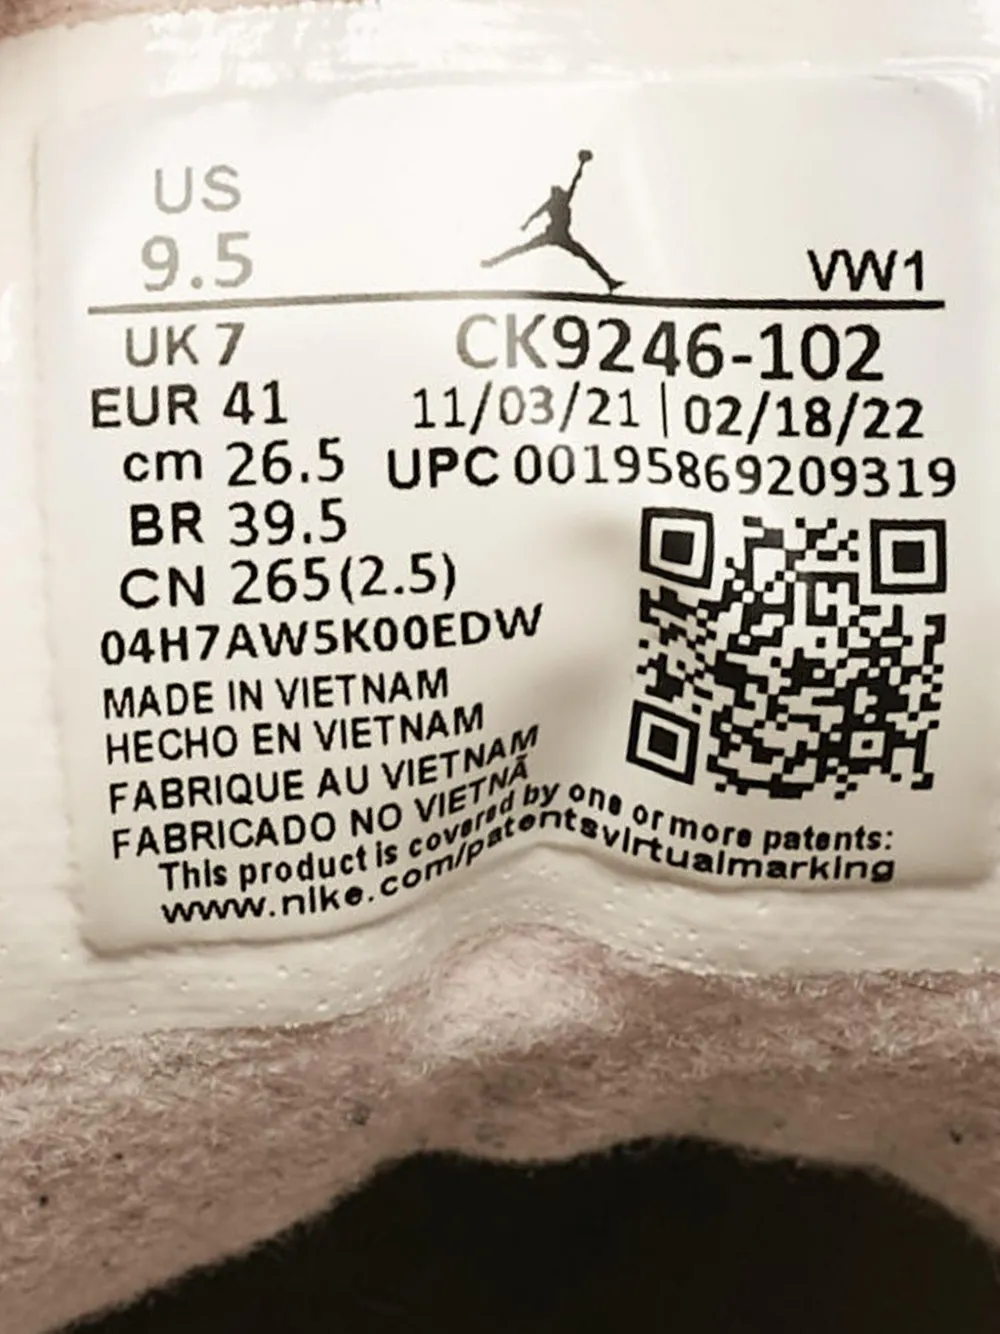 US
9.5
VW1
UK 7
CK9246-102
EUR 41
11/03/21 | 02/18/22
cm 26.5
UPC 00195869209319
BR 39.5
CN 265(2.5)
04H7AW5K00EDW
MADE IN VIETNAM
HECHO EN VIETNAM
FABRIQUE AU VIETNAM
FABRICADO NO VIETNÃ
This product is covered by one or more patents:
www.nike.com/patentsvirtualmarking